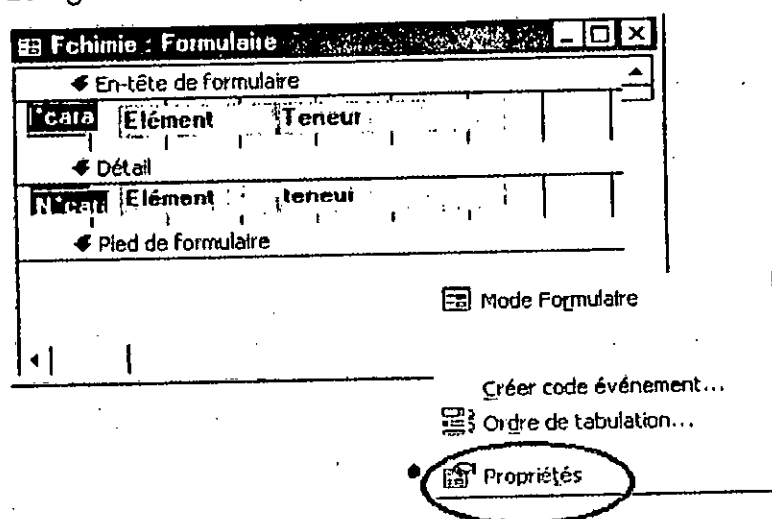 Fchimie : Formulaire
En-tête de formulaire
Elément Teneur
Détail
Elément teneur
Pied de formulaire
Mode Formulaire
Créer code événement...
Ordre de tabulation...
Propriétés